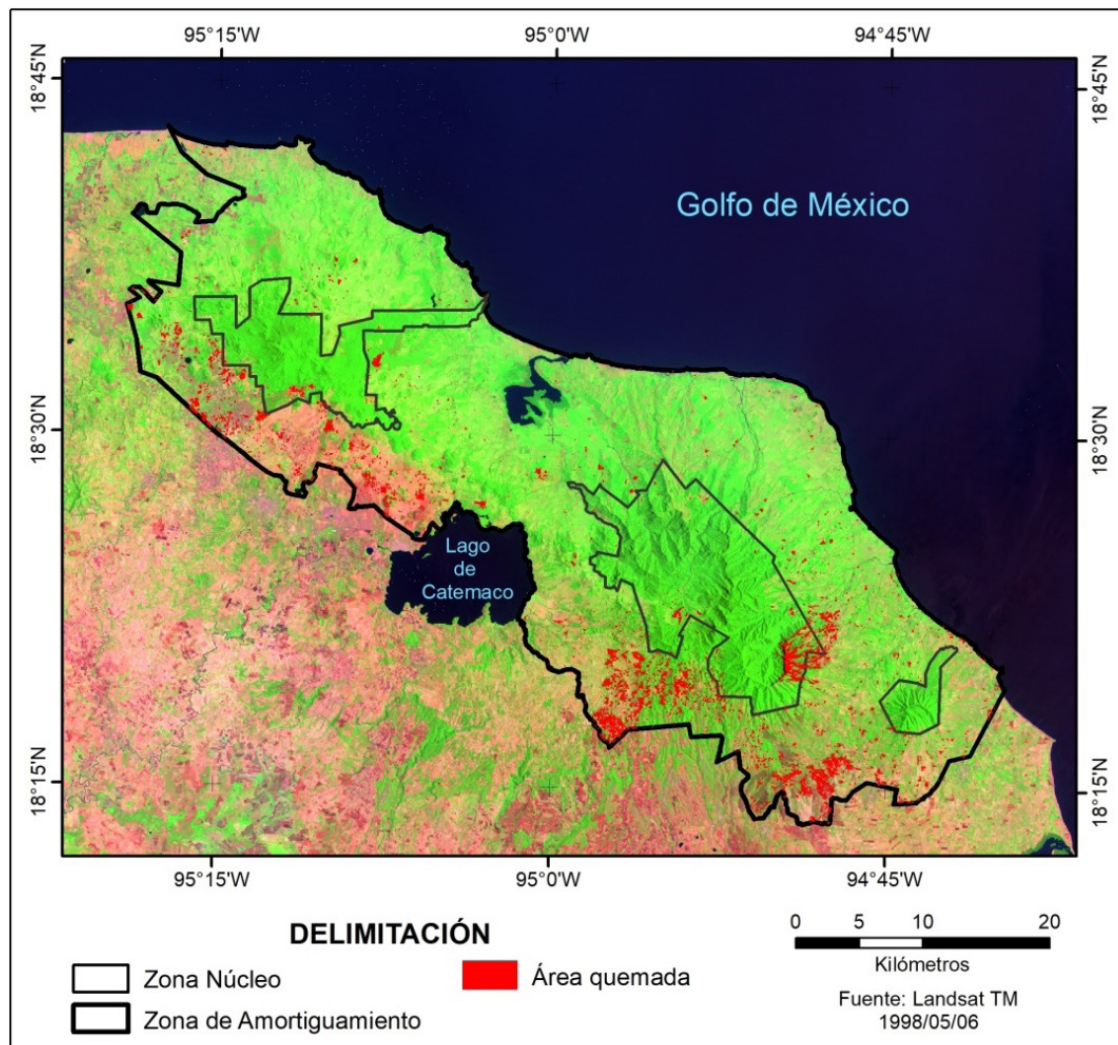 95°15'W 95°0'W 94°45'W
18°45'N 18°45'N
Golfo de México
18°30'N 18°30'N
Lago
de
Catemaco
18°15'N 18°15'N
95°15'W 95°0'W 94°45'W
DELIMITACIÓN
Zona Núcleo
Zona de Amortiguamiento
Área quemada
0 5 10 20
Kilómetros
Fuente: Landsat TM
1998/05/06